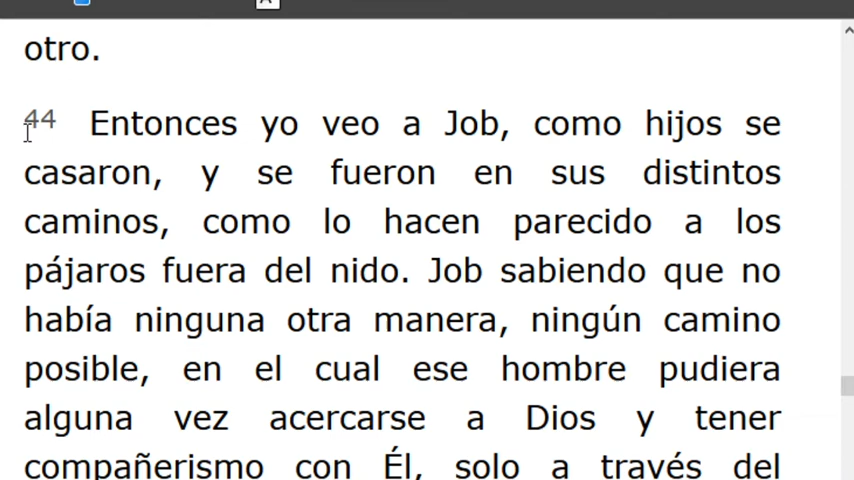 otro.
44 Entonces yo veo a Job, como hijos se
casaron, y se fueron en sus distintos
caminos, como lo hacen parecido a los
pájaros fuera del nido. Job sabiendo que no
había ninguna otra manera, ningún camino
posible, en el cual ese hombre pudiera
alguna vez acercarse a Dios y tener
compañerismo con Él, solo a través del